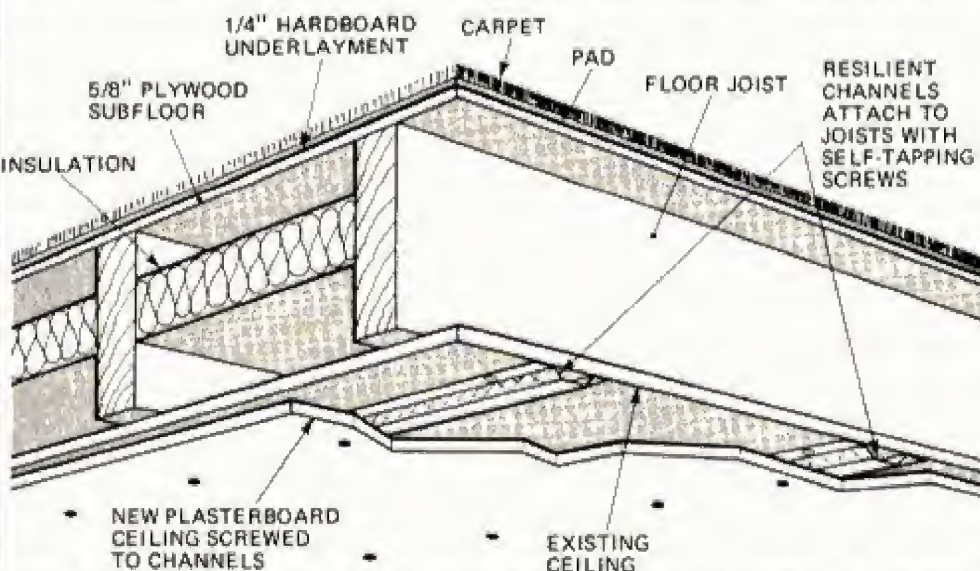 1/4" HARDBOARD
UNDERLAYMENT
CARPET
PAD
5/8" PLYWOOD
SUBFLOOR
FLOOR JOIST
RESILIENT
CHANNELS
ATTACH TO
JOISTS WITH
SELF-TAPPING
SCREWS
INSULATION
NEW PLASTERBOARD
CEILING SCREWED
TO CHANNELS
EXISTING
CEILING